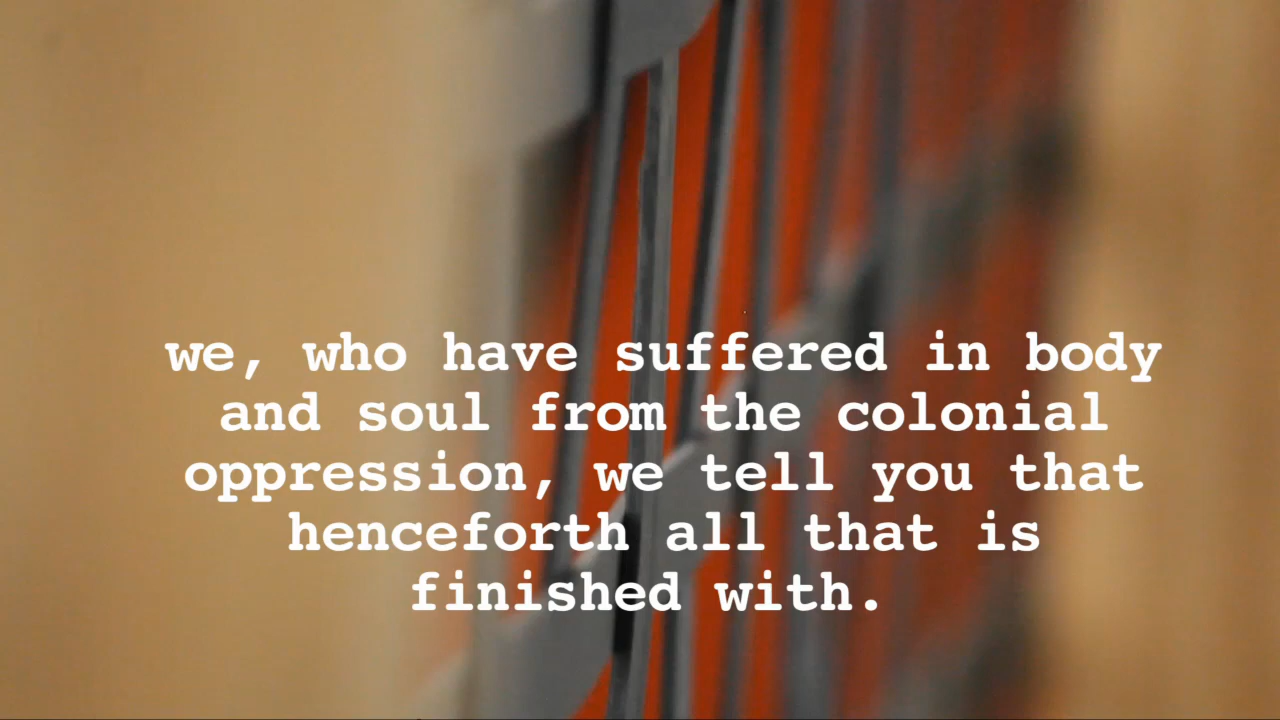 we, who have suffered in body
and soul from the colonial
oppression, we tell you that
henceforth all that is
finished with.